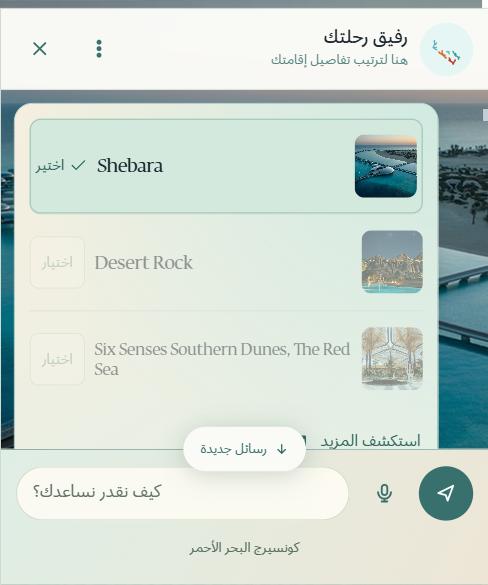 رفيق رحلتك
هنا لترتيب تفاصيل إقامتك
Shebara
اختير
Desert Rock
اختيار
Six Senses Southern Dunes, The Red
Sea
اختيار
استكشف المزيد
رسائل جديدة
كيف نقدر نساعدك؟
كونسيرج البحر الأحمر